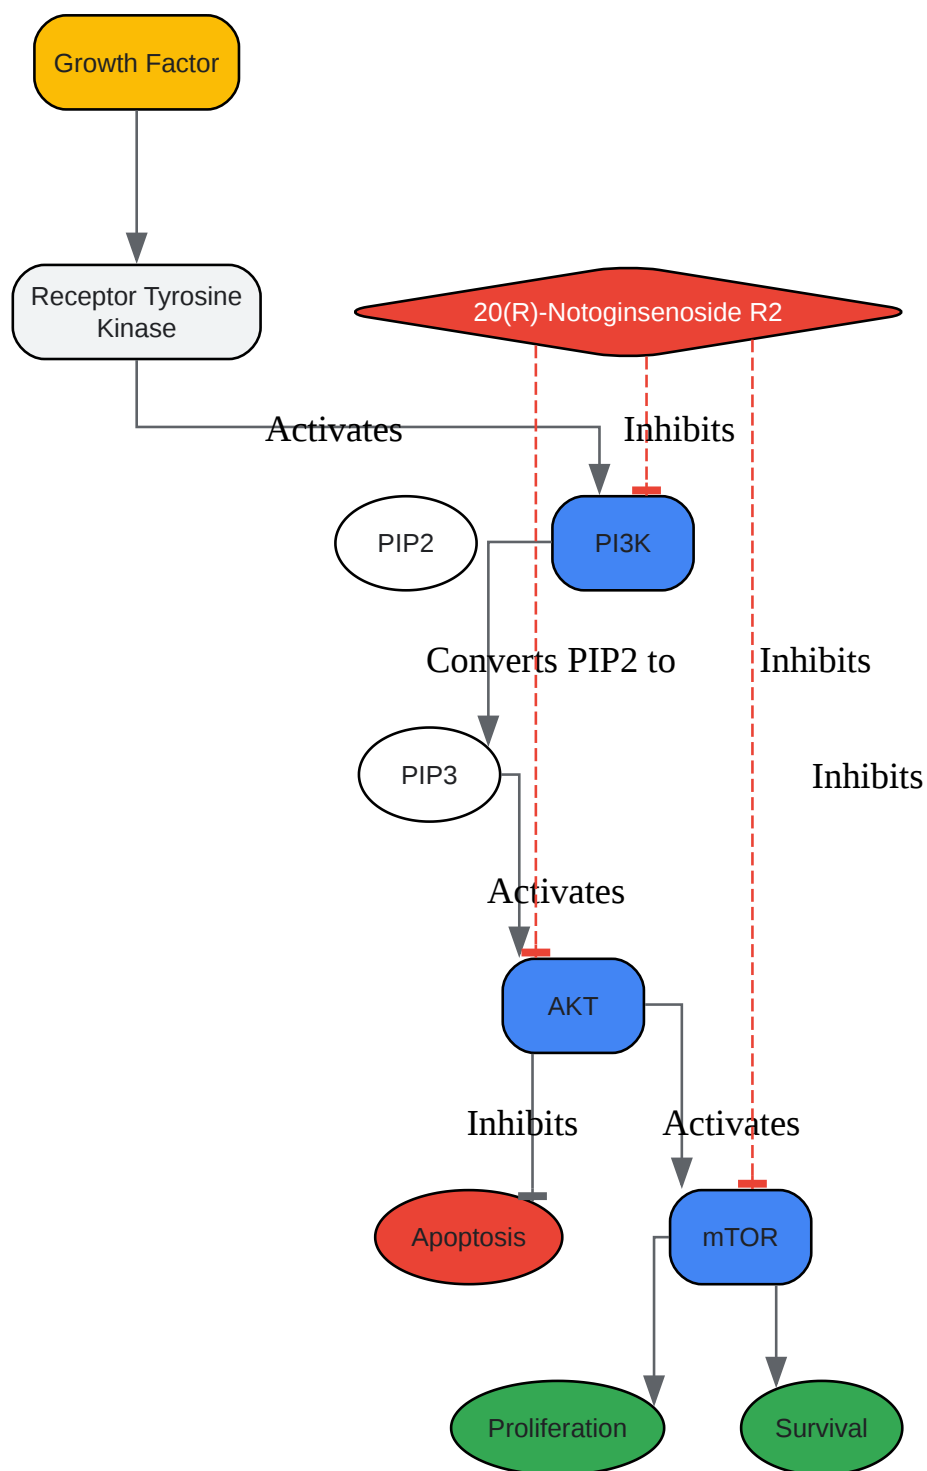 Growth Factor
Receptor Tyrosine
Kinase
20(R)-Notoginsenoside R2
Activates
Inhibits
PIP2
PI3K
Converts PIP2 to
Inhibits
PIP3
Inhibits
Activates
AKT
Inhibits
Activates
Apoptosis
mTOR
Proliferation
Survival